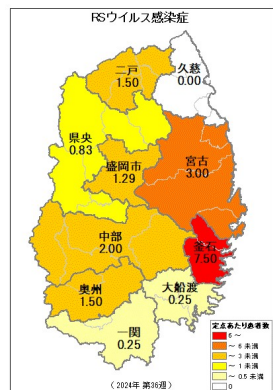 RSウイルス感染症
二戸
1.50
久慈
0.00
県央
0.83
盛岡市
1.29
宮古
3.00
中部
2.00
釜石
7.50
奥州
1.50
大船渡
0.25
一関
0.25
(2024年 第36週)
定点あたり患者数
6～
～ 6 未満
～ 3 未満
～ 1 未満
～ 0.5 未満
0